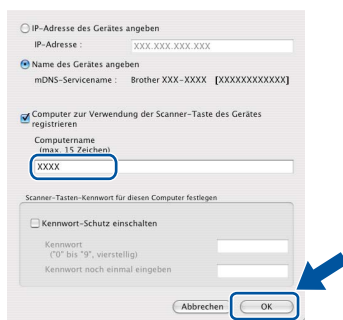 IP-Adresse des Gerätes angeben
IP-Adresse : XXX.XXX.XXX.XXX
Name des Gerätes angeben
mDNS-Servicename : Brother XXX-XXXX [XXXXXXXXXXXX]
Computer zur Verwendung der Scanner-Taste des Gerätes
registrieren
Computername
(max. 15 Zeichen)
XXXX
Scanner-Tasten-Kennwort für diesen Computer festlegen
Kennwort-Schutz einschalten
Kennwort
("0" bis "9", vierstellig)
Kennwort noch einmal eingeben
Abbrechen OK